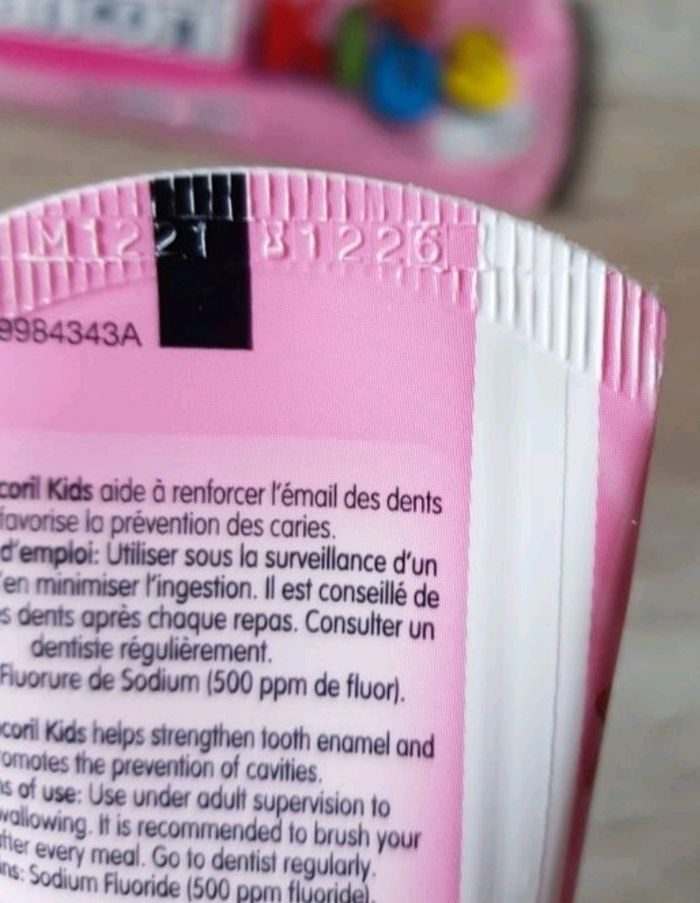 M1221 81226
9984343A
coril Kids aide à renforcer l'émail des dents
favorise la prévention des caries.
d'emploi: Utiliser sous la surveillance d'un
'en minimiser l'ingestion. Il est conseillé de
s dents après chaque repas. Consulter un
dentiste régulièrement.
Fluorure de Sodium (500 ppm de fluor).
coril Kids helps strengthen tooth enamel and
romotes the prevention of cavities.
ns of use: Use under adult supervision to
wallowing. It is recommended to brush your
fter every meal. Go to dentist regularly.
ins: Sodium Fluoride (500 ppm fluoride).